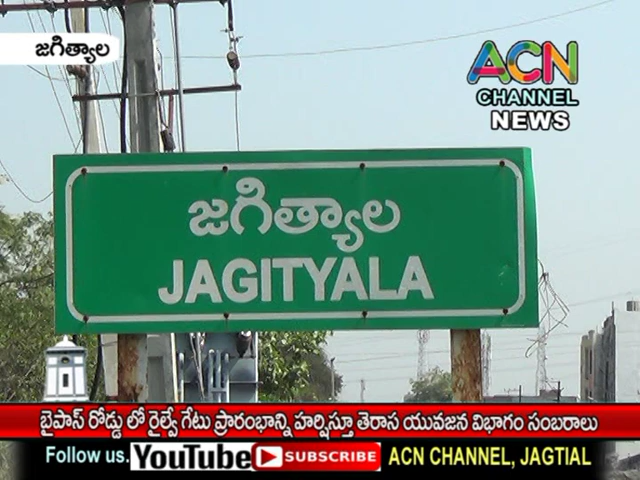 జగిత్యాల
ACN
CHANNEL
NEWS
జగిత్యాల
JAGITYALA
బైపాస్ రోడ్డు లో రైల్వే గేటు ప్రారంభాన్ని హర్షిస్తూ తెరాస యువజన విభాగం సంబరాలు
Follow us. YouTube SUBSCRIBE ACN CHANNEL, JAGTIAL